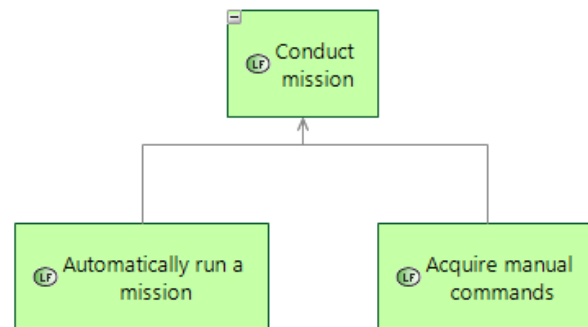 LF
Conduct
mission
LF
Automatically run a
mission
LF
Acquire manual
commands